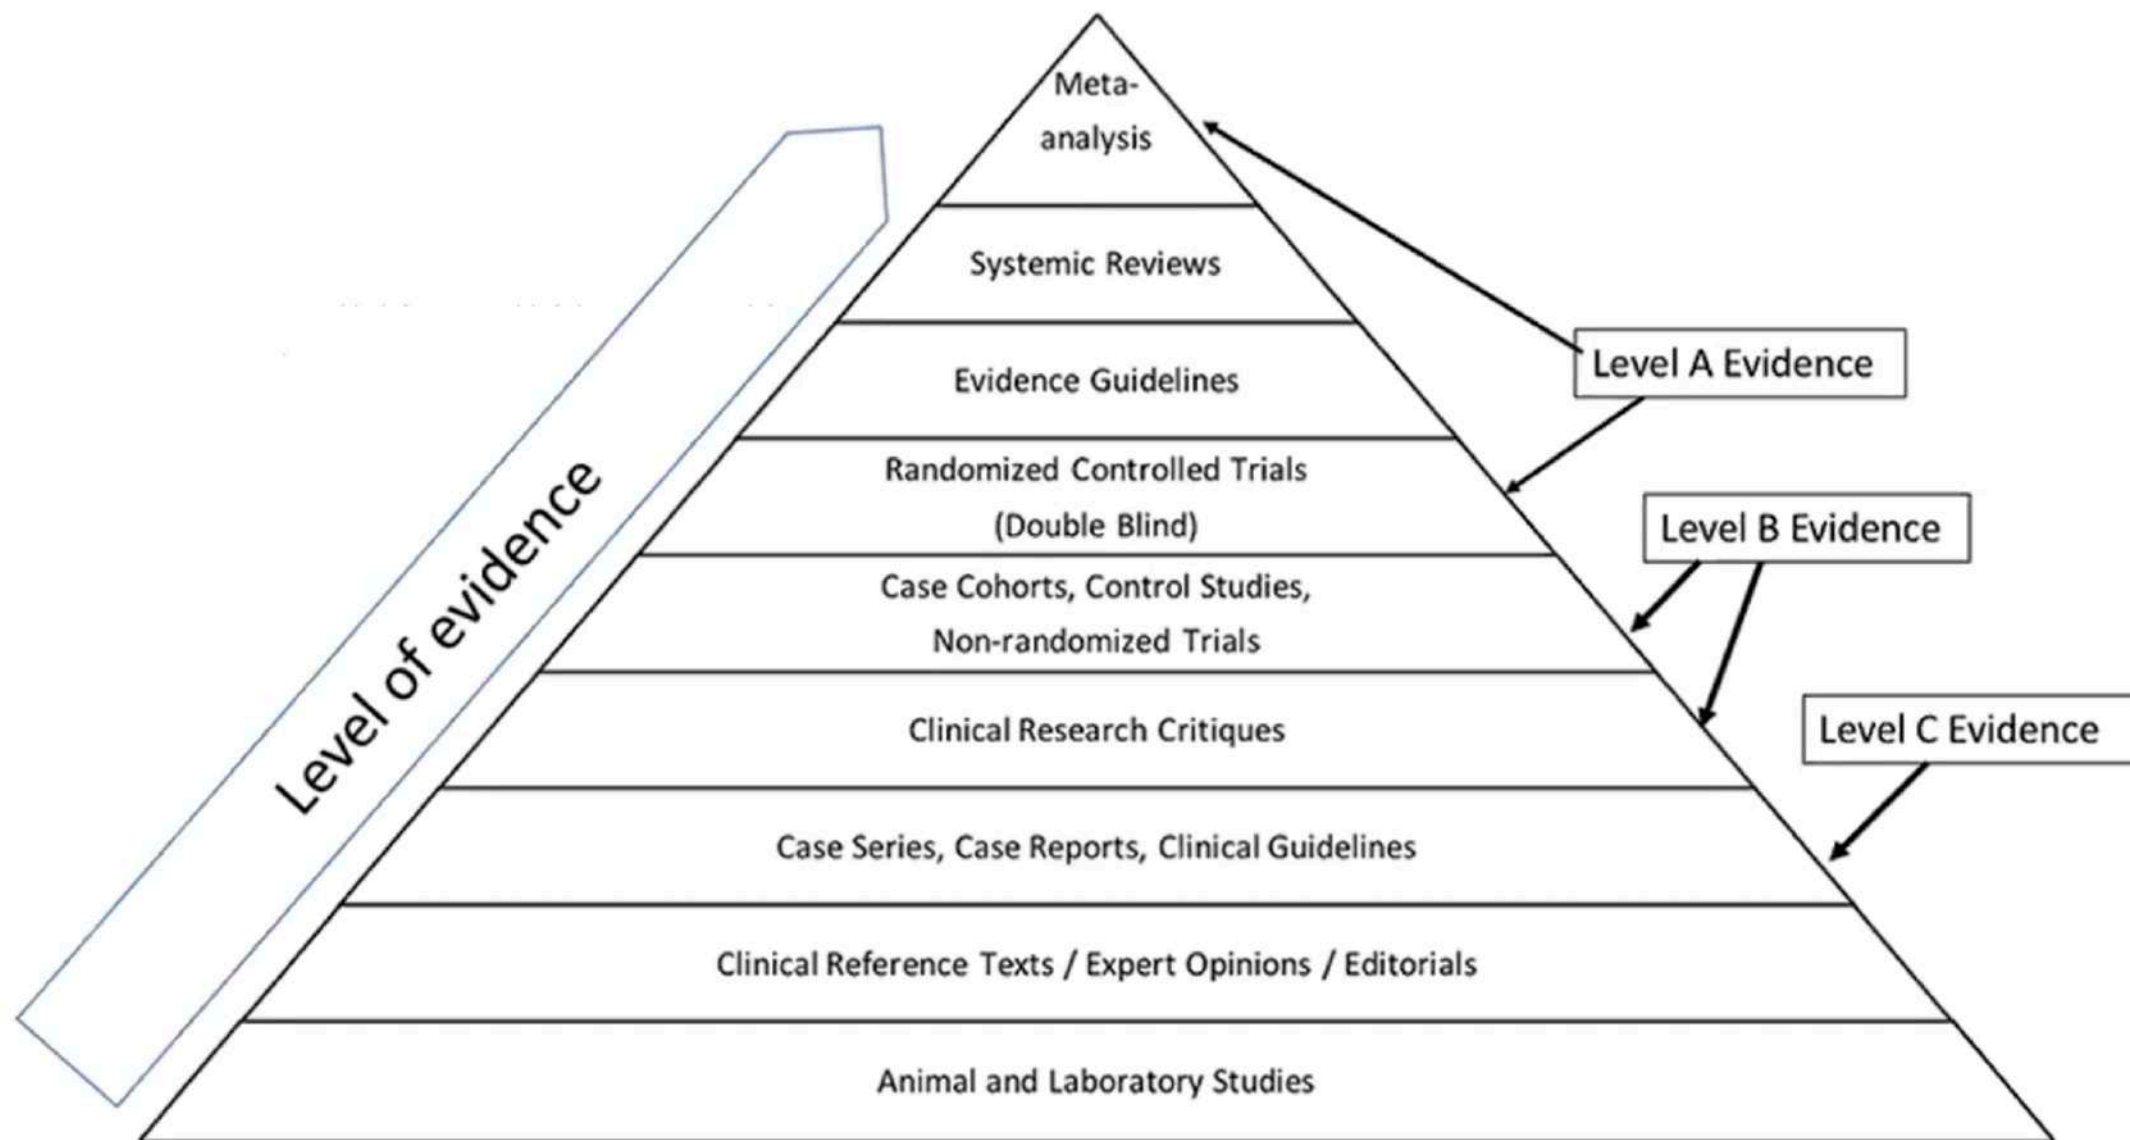 Meta-
analysis
Systemic Reviews
Evidence Guidelines
Level A Evidence
Randomized Controlled Trials
(Double Blind)
Level B Evidence
Case Cohorts, Control Studies,
Non-randomized Trials
Level of evidence
Clinical Research Critiques
Level C Evidence
Case Series, Case Reports, Clinical Guidelines
Clinical Reference Texts / Expert Opinions / Editorials
Animal and Laboratory Studies